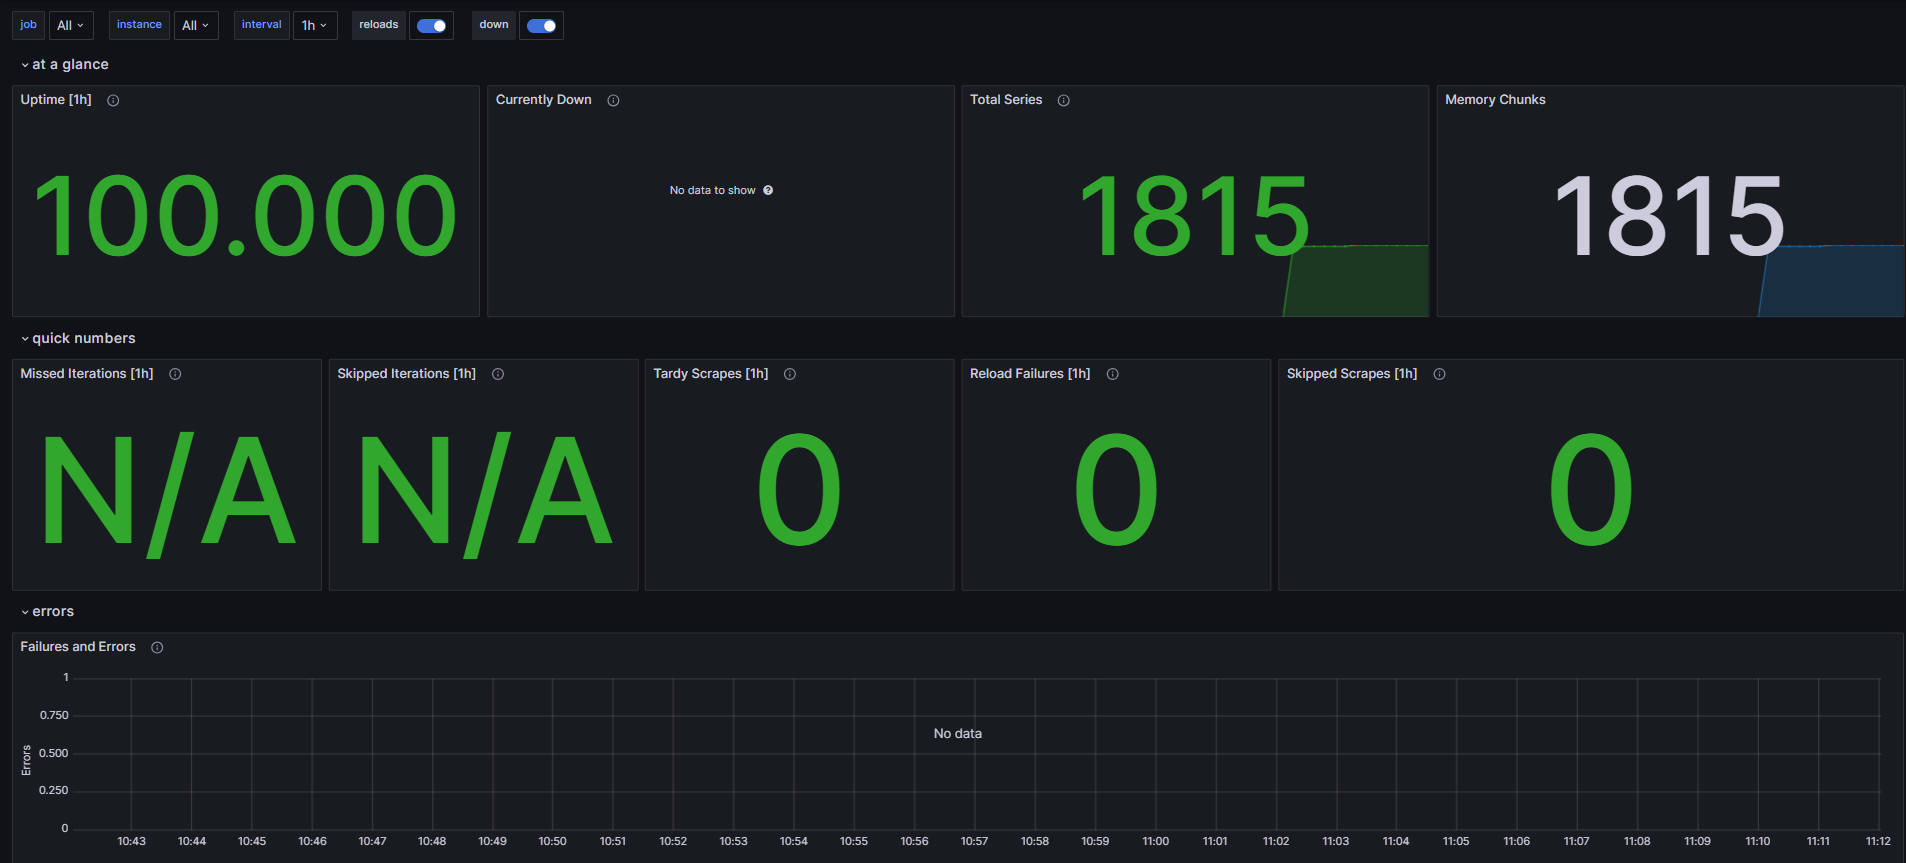 job All instance All interval 1h reloads down
at a glance
Uptime [1h]
100.000
Currently Down
No data to show
Total Series
1815
Memory Chunks
1815
quick numbers
Missed Iterations [1h]
N/A
Skipped Iterations [1h]
N/A
Tardy Scrapes [1h]
0
Reload Failures [1h]
0
Skipped Scrapes [1h]
0
errors
Failures and Errors
Errors
1
0.750
0.500
0.250
0
No data
10:43 10:44 10:45 10:46 10:47 10:48 10:49 10:50 10:51 10:52 10:53 10:54 10:55 10:56 10:57 10:58 10:59 11:00 11:01 11:02 11:03 11:04 11:05 11:06 11:07 11:08 11:09 11:10 11:11 11:12